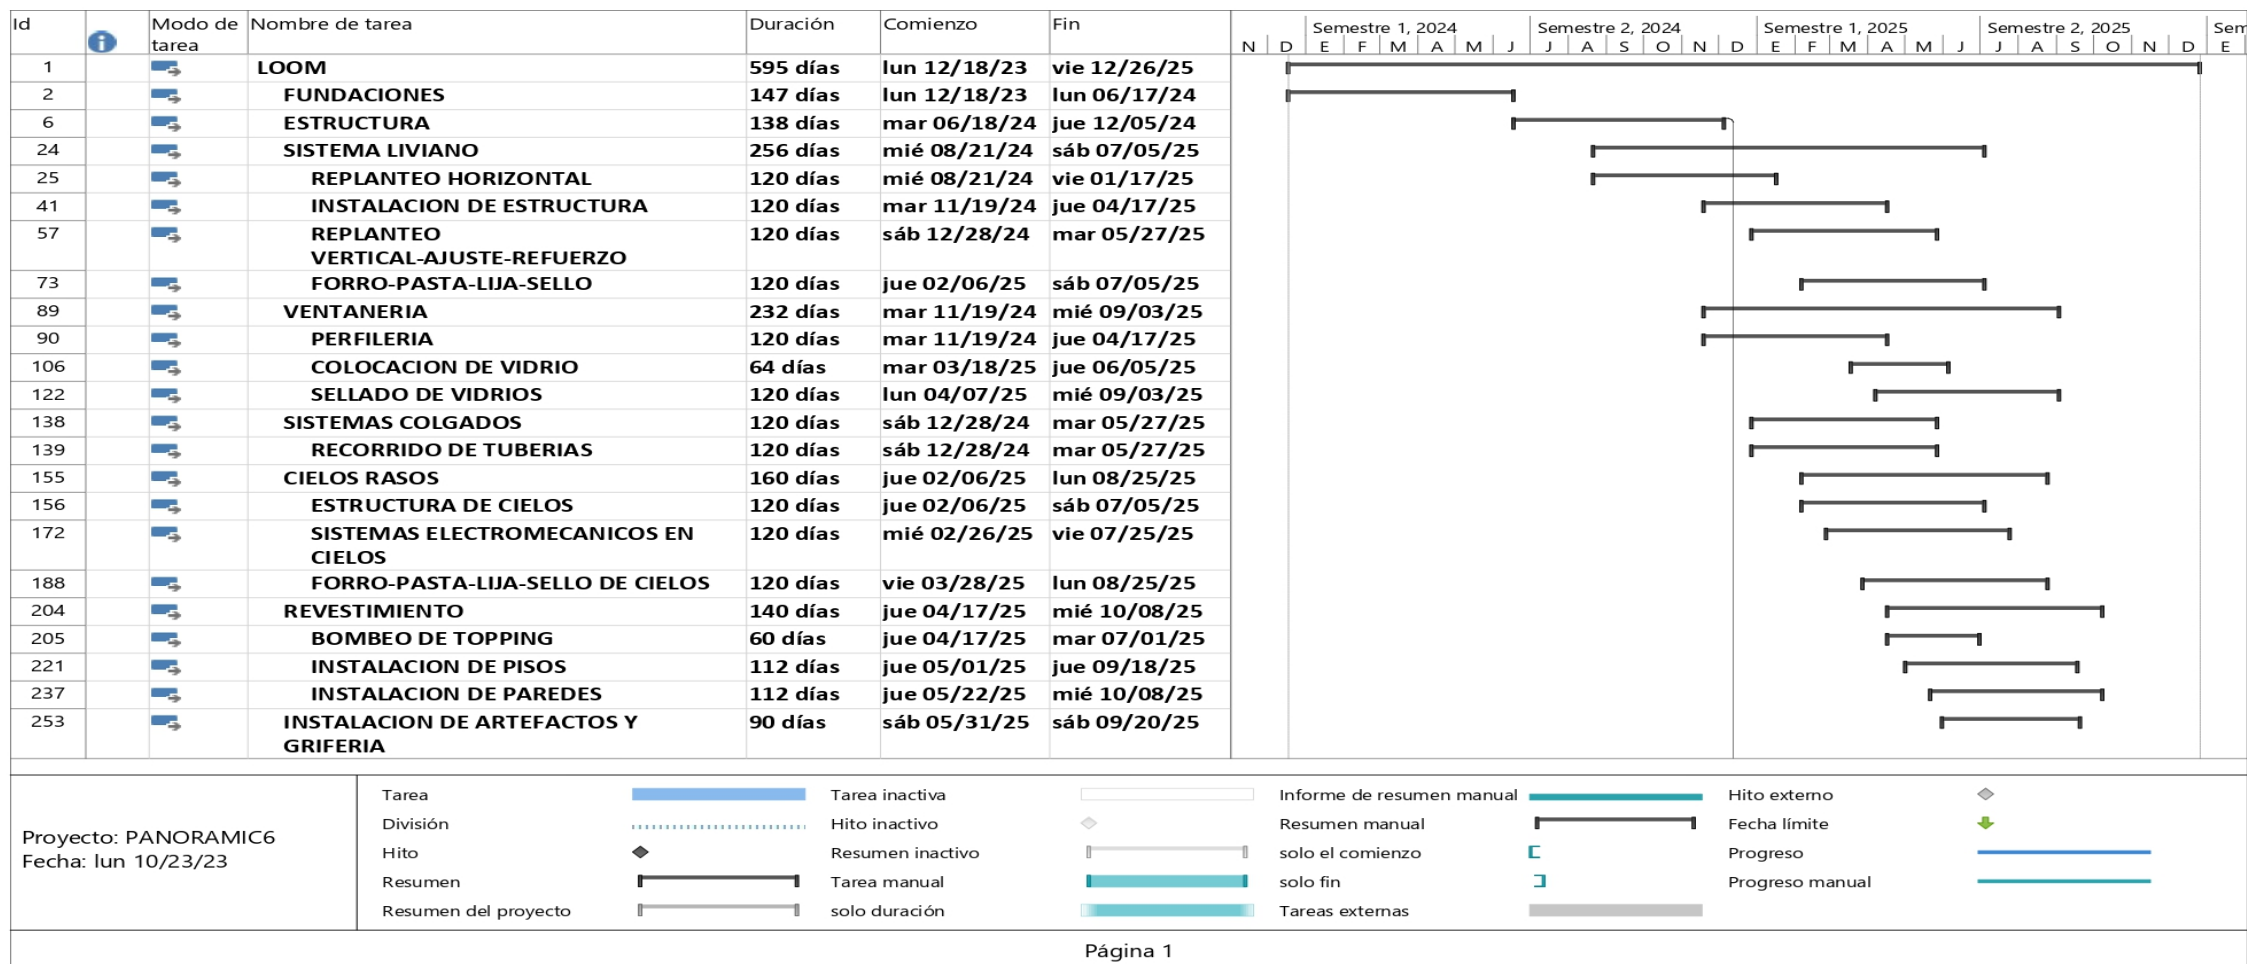 Id Modo de tarea Nombre de tarea Duración Comienzo Fin
Semestre 1, 2024 Semestre 2, 2024 Semestre 1, 2025 Semestre 2, 2025 Sem
N D E F M A M J J A S O N D E F M A M J J A S O N D E
1 LOOM 595 días lun 12/18/23 vie 12/26/25
2 FUNDACIONES 147 días lun 12/18/23 lun 06/17/24
6 ESTRUCTURA 138 días mar 06/18/24 jue 12/05/24
24 SISTEMA LIVIANO 256 días mié 08/21/24 sáb 07/05/25
25 REPLANTEO HORIZONTAL 120 días mié 08/21/24 vie 01/17/25
41 INSTALACION DE ESTRUCTURA 120 días mar 11/19/24 jue 04/17/25
57 REPLANTEO 120 días sáb 12/28/24 mar 05/27/25
VERTICAL-AJUSTE-REFUERZO
73 FORRO-PASTA-LIJA-SELLO 120 días jue 02/06/25 sáb 07/05/25
89 VENTANERIA 232 días mar 11/19/24 mié 09/03/25
90 PERFILERIA 120 días mar 11/19/24 jue 04/17/25
106 COLOCACION DE VIDRIO 64 días mar 03/18/25 jue 06/05/25
122 SELLADO DE VIDRIOS 120 días lun 04/07/25 mié 09/03/25
138 SISTEMAS COLGADOS 120 días sáb 12/28/24 mar 05/27/25
139 RECORRIDO DE TUBERIAS 120 días sáb 12/28/24 mar 05/27/25
155 CIELOS RASOS 160 días jue 02/06/25 lun 08/25/25
156 ESTRUCTURA DE CIELOS 120 días jue 02/06/25 sáb 07/05/25
172 SISTEMAS ELECTROMECANICOS EN 120 días mié 02/26/25 vie 07/25/25
CIELOS
188 FORRO-PASTA-LIJA-SELLO DE CIELOS 120 días vie 03/28/25 lun 08/25/25
204 REVESTIMIENTO 140 días jue 04/17/25 mié 10/08/25
205 BOMBEO DE TOPPING 60 días jue 04/17/25 mar 07/01/25
221 INSTALACION DE PISOS 112 días jue 05/01/25 jue 09/18/25
237 INSTALACION DE PAREDES 112 días jue 05/22/25 mié 10/08/25
253 INSTALACION DE ARTEFACTOS Y 90 días sáb 05/31/25 sáb 09/20/25
GRIFERIA
Proyecto: PANORAMIC6
Fecha: lun 10/23/23
Tarea Tarea inactiva Informe de resumen manual Hito externo
División Hito inactivo Resumen manual Fecha límite
Hito Resumen inactivo solo el comienzo Progreso
Resumen Tarea manual solo fin Progreso manual
Resumen del proyecto solo duración Tareas externas
Página 1